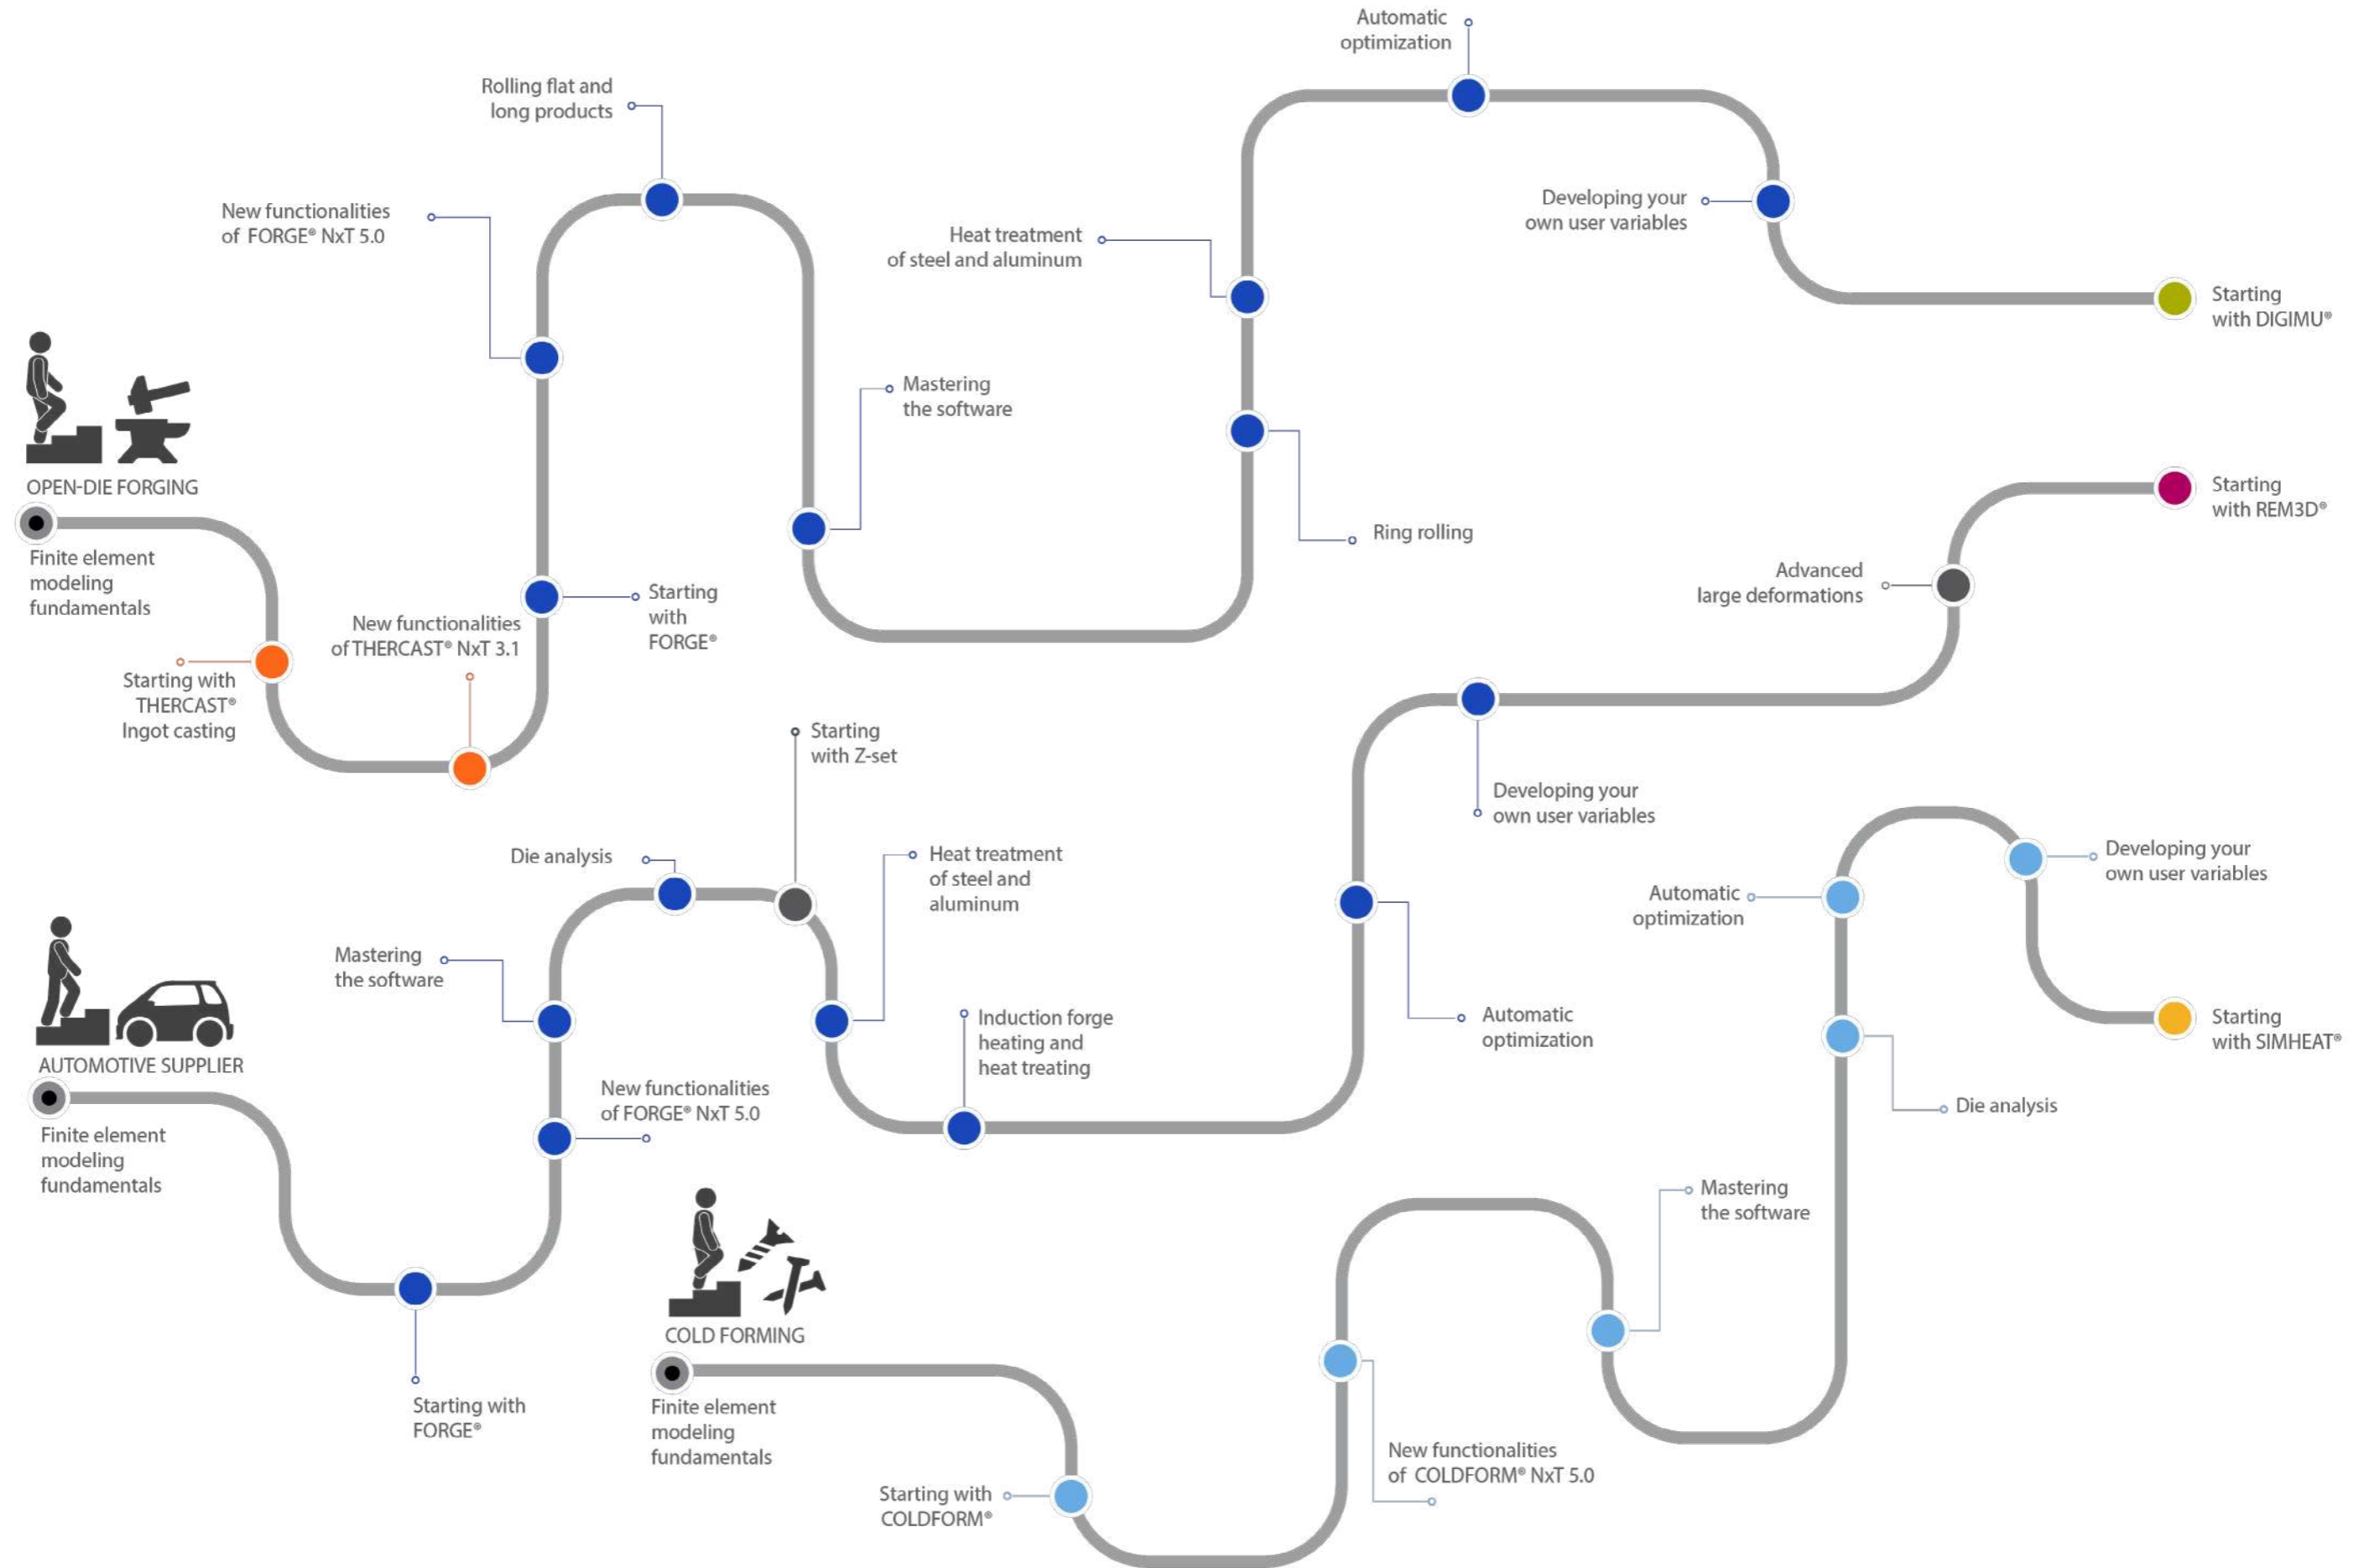 Automatic
optimization
Rolling flat and
long products
New functionalities
of FORGE® NxT 5.0
Heat treatment
of steel and aluminum
Developing your
own user variables
Starting
with DIGIMU®
Mastering
the software
OPEN-DIE FORGING
Finite element
modeling
fundamentals
Starting
with REM3D®
Ring rolling
Advanced
large deformations
Starting
with
FORGE®
New functionalities
of THERCAST® NxT 3.1
Starting with
THERCAST®
Ingot casting
Starting
with Z-set
Developing your
own user variables
Die analysis
Heat treatment
of steel and
aluminum
Developing your
own user variables
Automatic
optimization
Mastering
the software
Induction forge
heating and
heat treating
Automatic
optimization
Starting
with SIMHEAT®
AUTOMOTIVE SUPPLIER
Finite element
modeling
fundamentals
New functionalities
of FORGE® NxT 5.0
Die analysis
Mastering
the software
COLD FORMING
Finite element
modeling
fundamentals
Starting with
FORGE®
New functionalities
of COLDFORM® NxT 5.0
Starting with
COLDFORM®